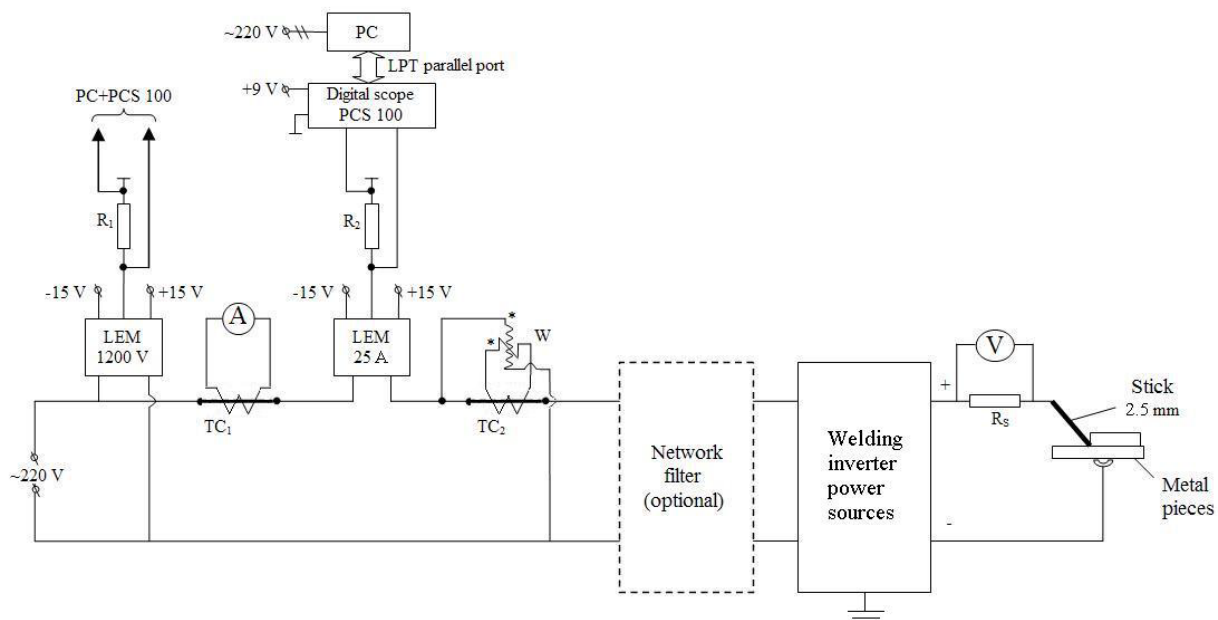 ~220 V
PC
LPT parallel port
+9 V
Digital scope
PCS 100
PC+PCS 100
R₁
R₂
-15 V
+15 V
-15 V
+15 V
LEM
1200 V
A
LEM
25 A
*
*
W
TC₁
TC₂
~220 V
Network
filter
(optional)
Welding
inverter
power
sources
+
-
V
R_S
Stick
2.5 mm
Metal
pieces